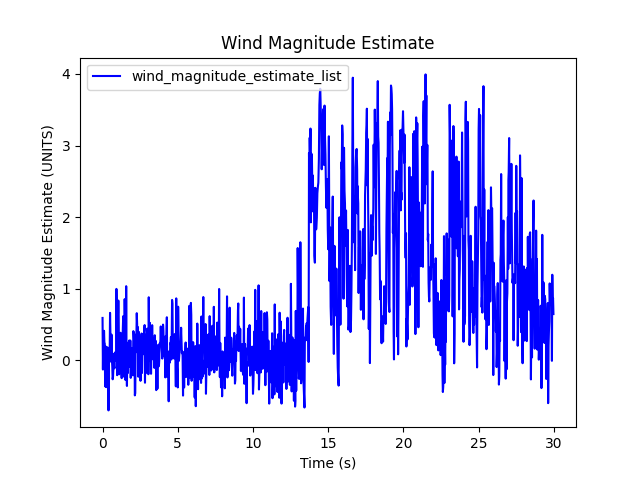 Wind Magnitude Estimate
wind_magnitude_estimate_list
Wind Magnitude Estimate (UNITS)
4
3
2
1
0
0 5 10 15 20 25 30
Time (s)